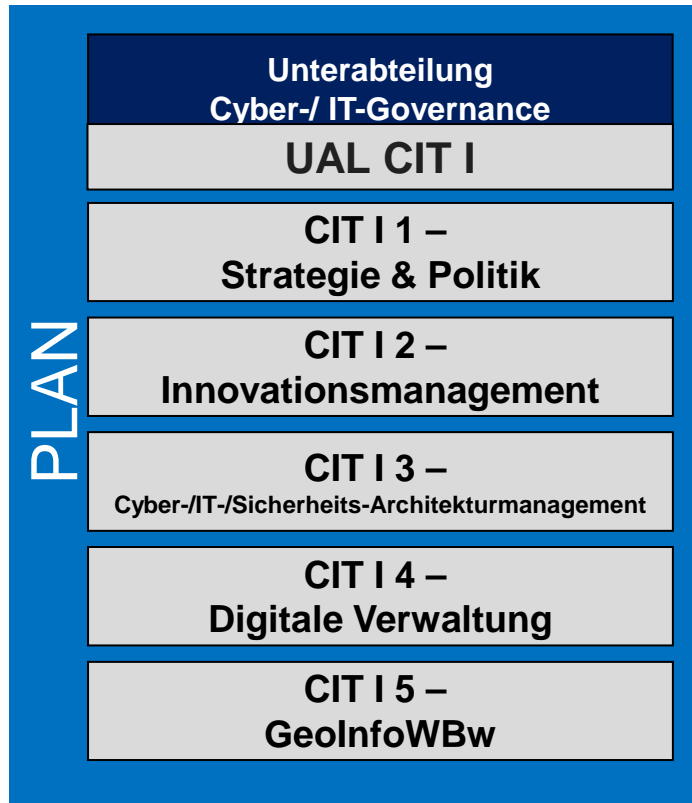 PLAN
Unterabteilung
Cyber-/ IT-Governance
UAL CIT I
CIT I 1 –
Strategie & Politik
CIT I 2 –
Innovationsmanagement
CIT I 3 –
Cyber-/IT-/Sicherheits-Architekturmanagement
CIT I 4 –
Digitale Verwaltung
CIT I 5 –
GeoInfoWBw